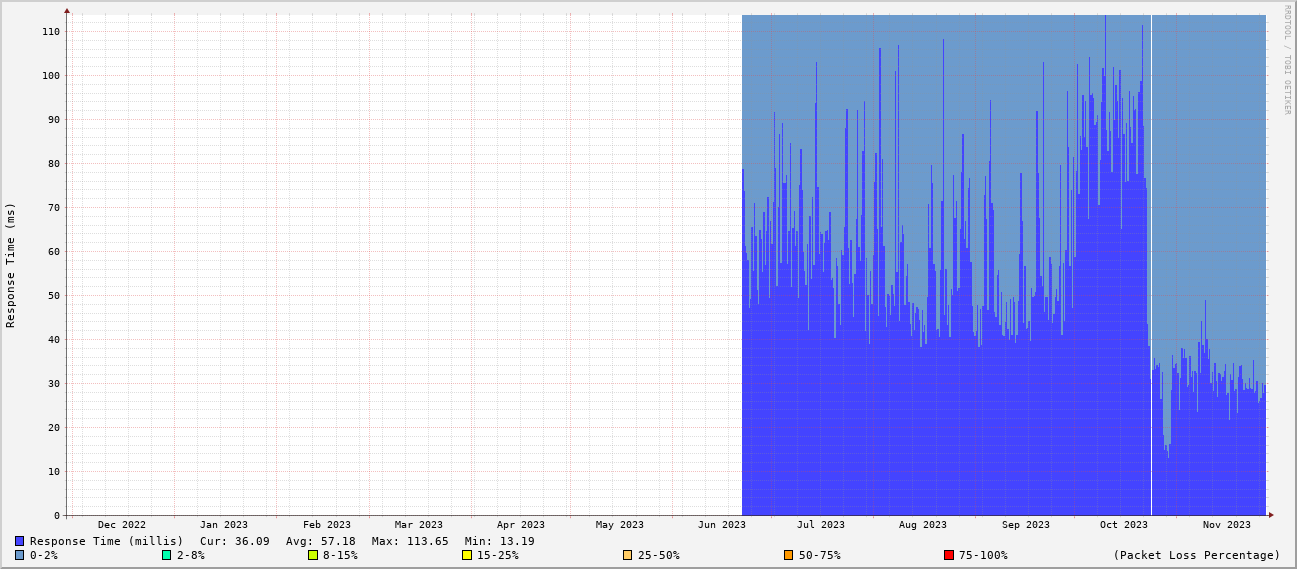 RRDTOOL / TOBI OETIKER
Response Time (ms)
110
100
90
80
70
60
50
40
30
20
10
0
Dec 2022 Jan 2023 Feb 2023 Mar 2023 Apr 2023 May 2023 Jun 2023 Jul 2023 Aug 2023 Sep 2023 Oct 2023 Nov 2023
Response Time (millis) Cur: 36.09 Avg: 57.18 Max: 113.65 Min: 13.19
0-2% 2-8% 8-15% 15-25% 25-50% 50-75% 75-100% (Packet Loss Percentage)